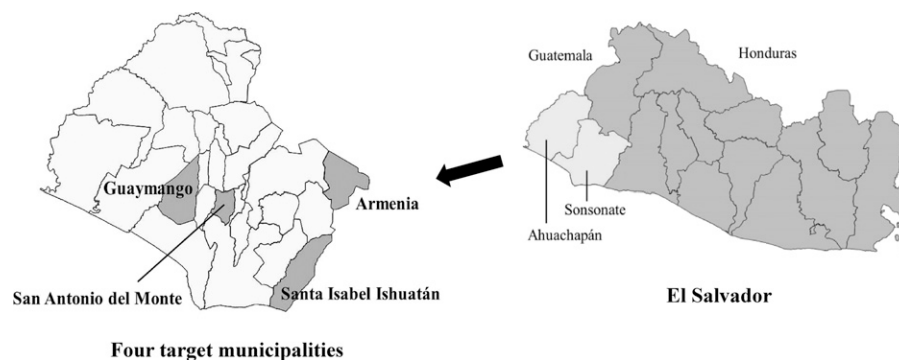 Guaymango
Armenia
San Antonio del Monte
Santa Isabel Ishuatán
Four target municipalities
Guatemala
Honduras
Sonsonate
Ahuachapán
El Salvador